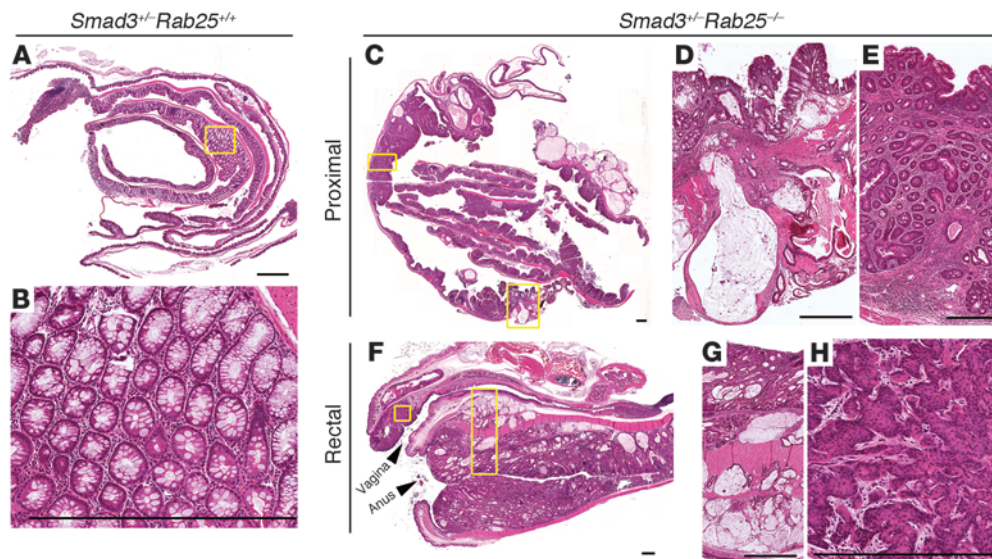 Smad3+/-Rab25+/+
Smad3+/-Rab25-/-
A
B
Proximal
C
D
E
Rectal
F
Vagina
Anus
G
H